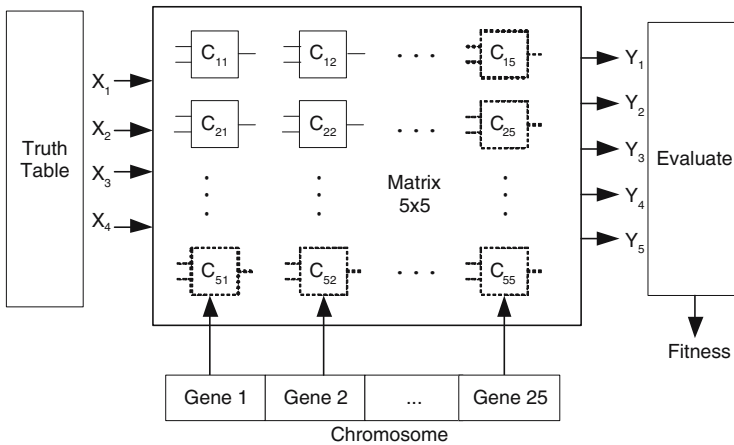 Truth
Table
X1
X2
X3
X4
C11
C12
. . .
C15
C21
C22
. . .
C25
Matrix
5x5
C51
C52
. . .
C55
Y1
Y2
Y3
Y4
Y5
Evaluate
Fitness
Gene 1
Gene 2
...
Gene 25
Chromosome